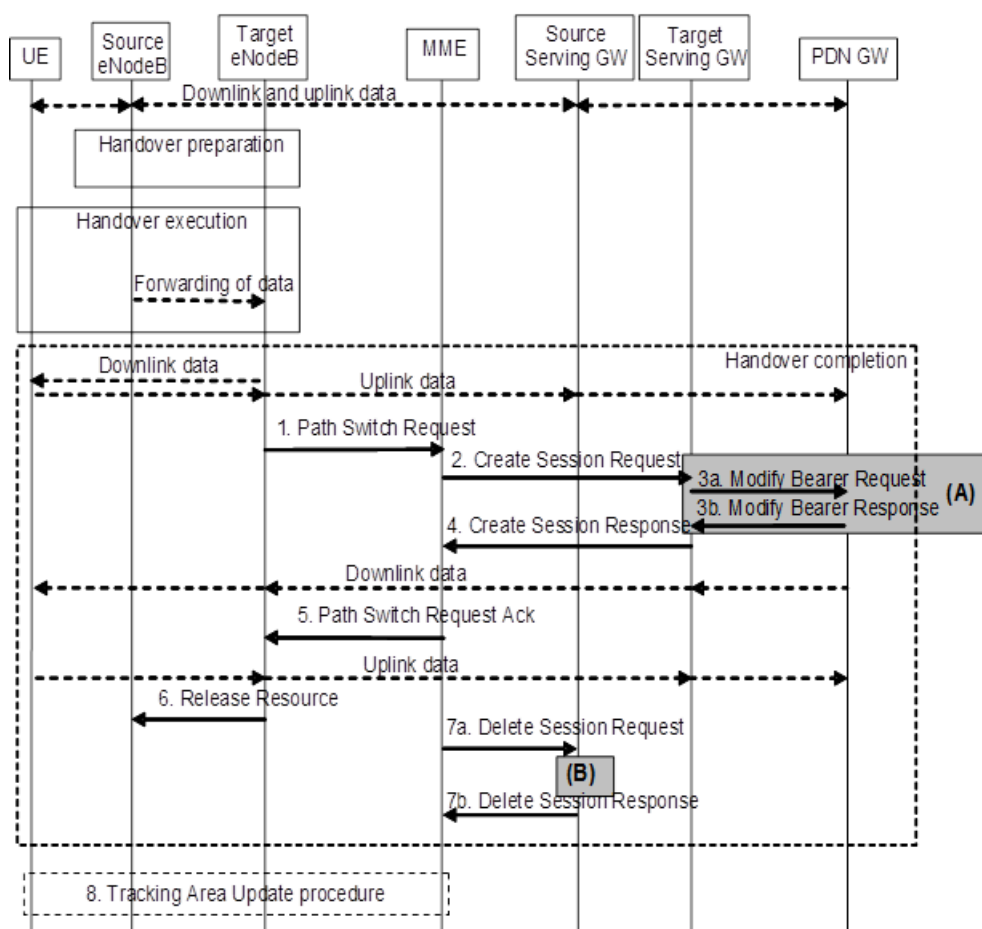 UE
Source
eNodeB
Target
eNodeB
MME
Source
Serving GW
Target
Serving GW
PDN GW
Downlink and uplink data
Handover preparation
Handover execution
Forwarding of data
Handover completion
Downlink data
Uplink data
1. Path Switch Request
2. Create Session Request
3a. Modify Bearer Request
(A)
3b. Modify Bearer Response
4. Create Session Response
Downlink data
5. Path Switch Request Ack
Uplink data
6. Release Resource
7a. Delete Session Request
(B)
7b. Delete Session Response
8. Tracking Area Update procedure